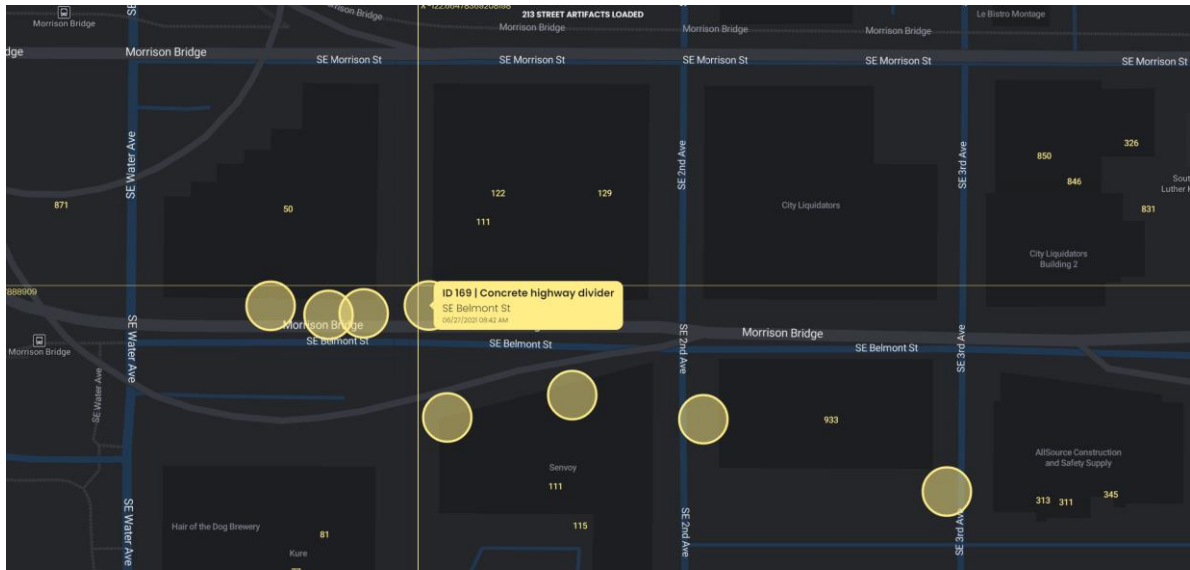 213 STREET ARTIFACTS LOADED
Morrison Bridge
Morrison Bridge
Morrison Bridge
Morrison Bridge
Le Bistro Montage
Morrison Bridge
SE Morrison St
SE Morrison St
SE Morrison St
SE Morrison St
SE Morrison St
SE Water Ave
SE 2nd Ave
SE 3rd Ave
326
850
846
831
871
50
122
129
111
City Liquidators
City Liquidators
Building 2
7888909
ID 169 | Concrete highway divider
SE Belmont St
06/27/2021 08:42 AM
Morrison Bridge
SE Belmont St
SE Belmont St
Morrison Bridge
SE Belmont St
Morrison Bridge
SE Water Ave
SE Water Ave
SE 2nd Ave
SE 3rd Ave
933
AllSource Construction
and Safety Supply
313
311
345
Senvoy
111
115
Hair of the Dog Brewery
81
Kure
SE Water Ave
SE 2nd Ave
SE 3rd Ave